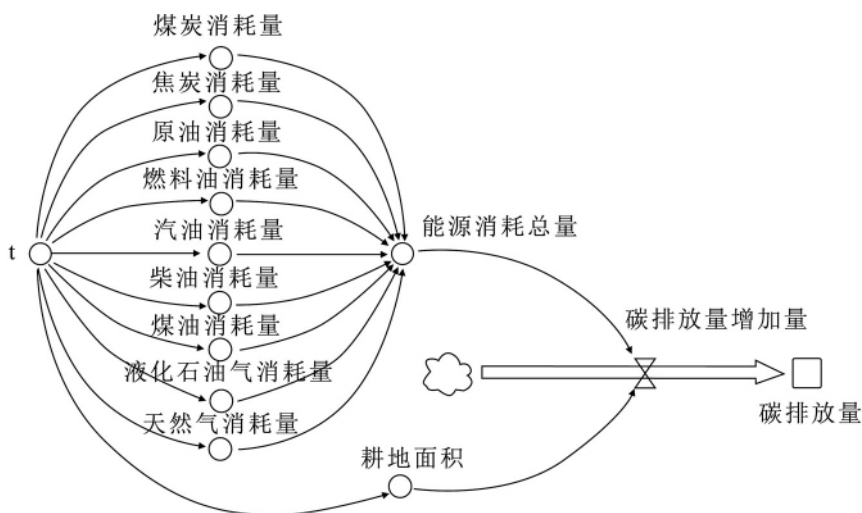 煤炭消耗量
焦炭消耗量
原油消耗量
燃料油消耗量
汽油消耗量
能源消耗总量
t
柴油消耗量
煤油消耗量
碳排放量增加量
液化石油气消耗量
碳排放量
天然气消耗量
耕地面积